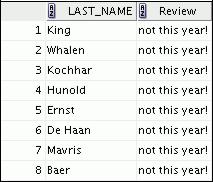 LAST_NAME Review
1 King not this year!
2 Whalen not this year!
3 Kochhar not this year!
4 Hunold not this year!
5 Ernst not this year!
6 De Haan not this year!
7 Mavris not this year!
8 Baer not this year!